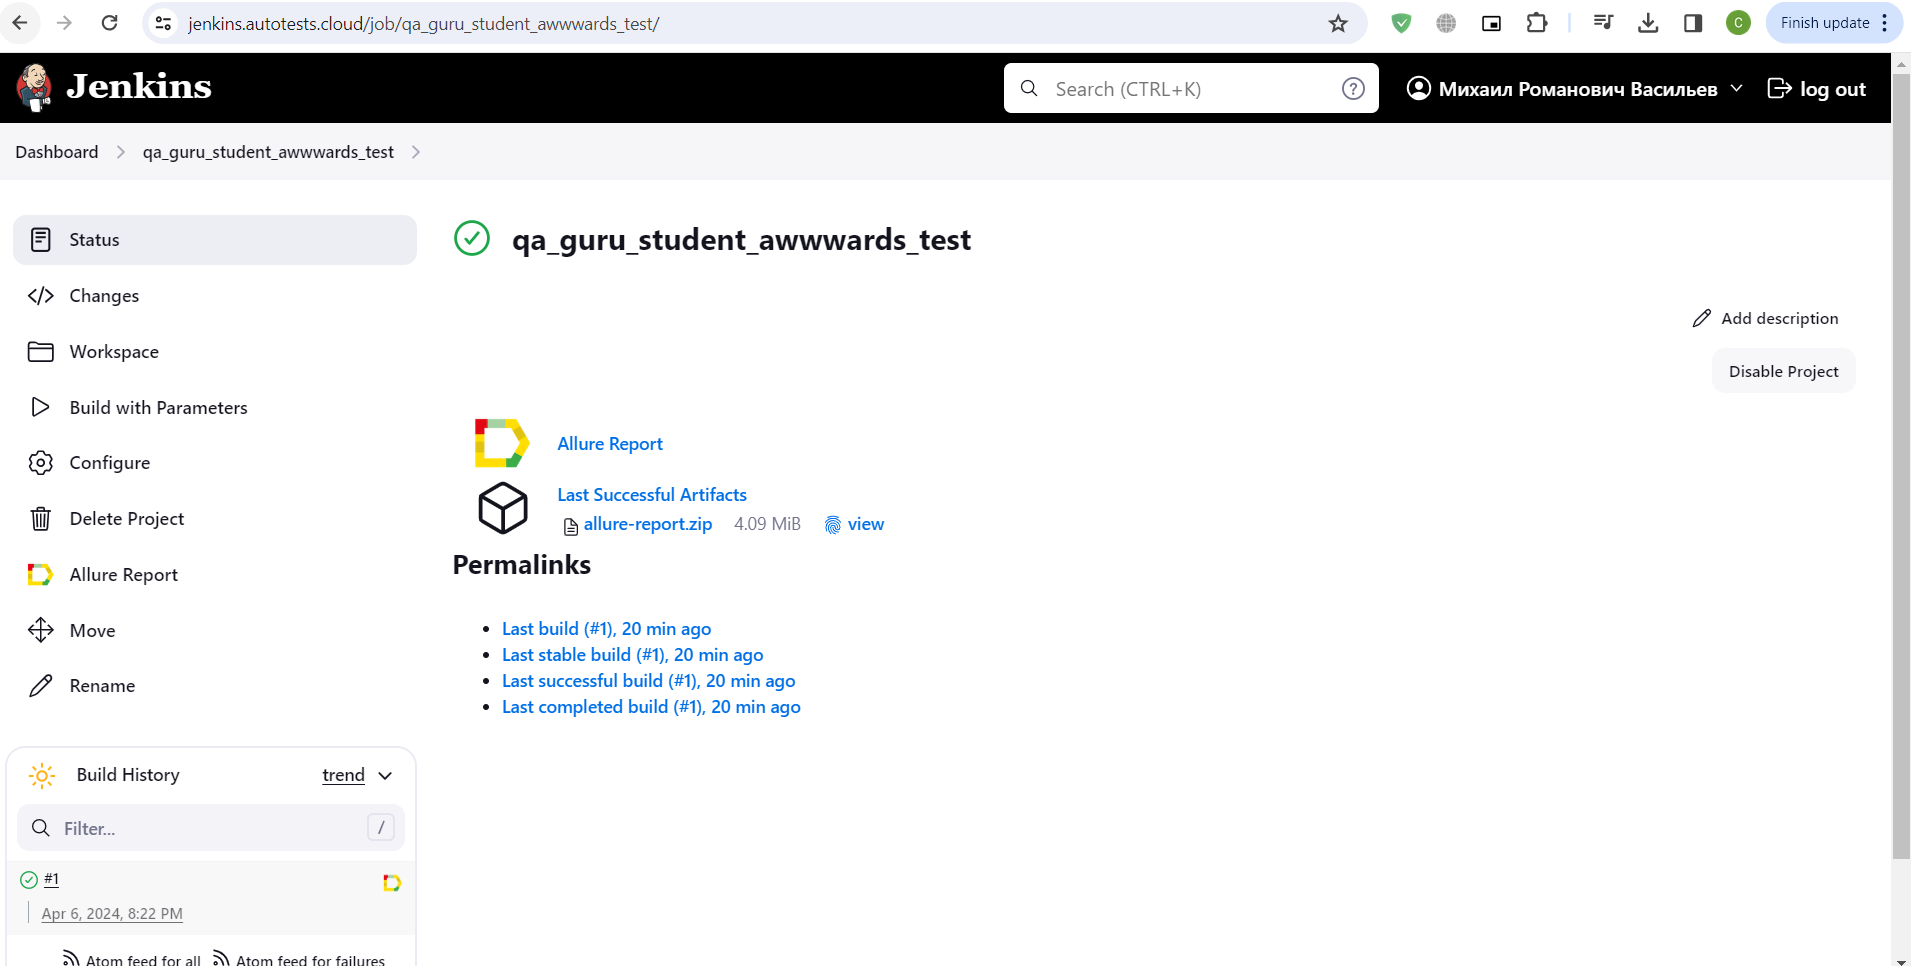 jenkins.autotests.cloud/job/qa_guru_student_awwwards_test/
C
Finish update
Jenkins
Search (CTRL+K)
?
Михаил Романович Васильев
log out
Dashboard
qa_guru_student_awwwards_test
Status
Changes
Workspace
Build with Parameters
Configure
Delete Project
Allure Report
Move
Rename
qa_guru_student_awwwards_test
Add description
Disable Project
Allure Report
Last Successful Artifacts
allure-report.zip 4.09 MiB view
Permalinks
Last build (#1), 20 min ago
Last stable build (#1), 20 min ago
Last successful build (#1), 20 min ago
Last completed build (#1), 20 min ago
Build History trend
Filter... /
#1
Apr 6, 2024, 8:22 PM
Atom feed for all Atom feed for failures